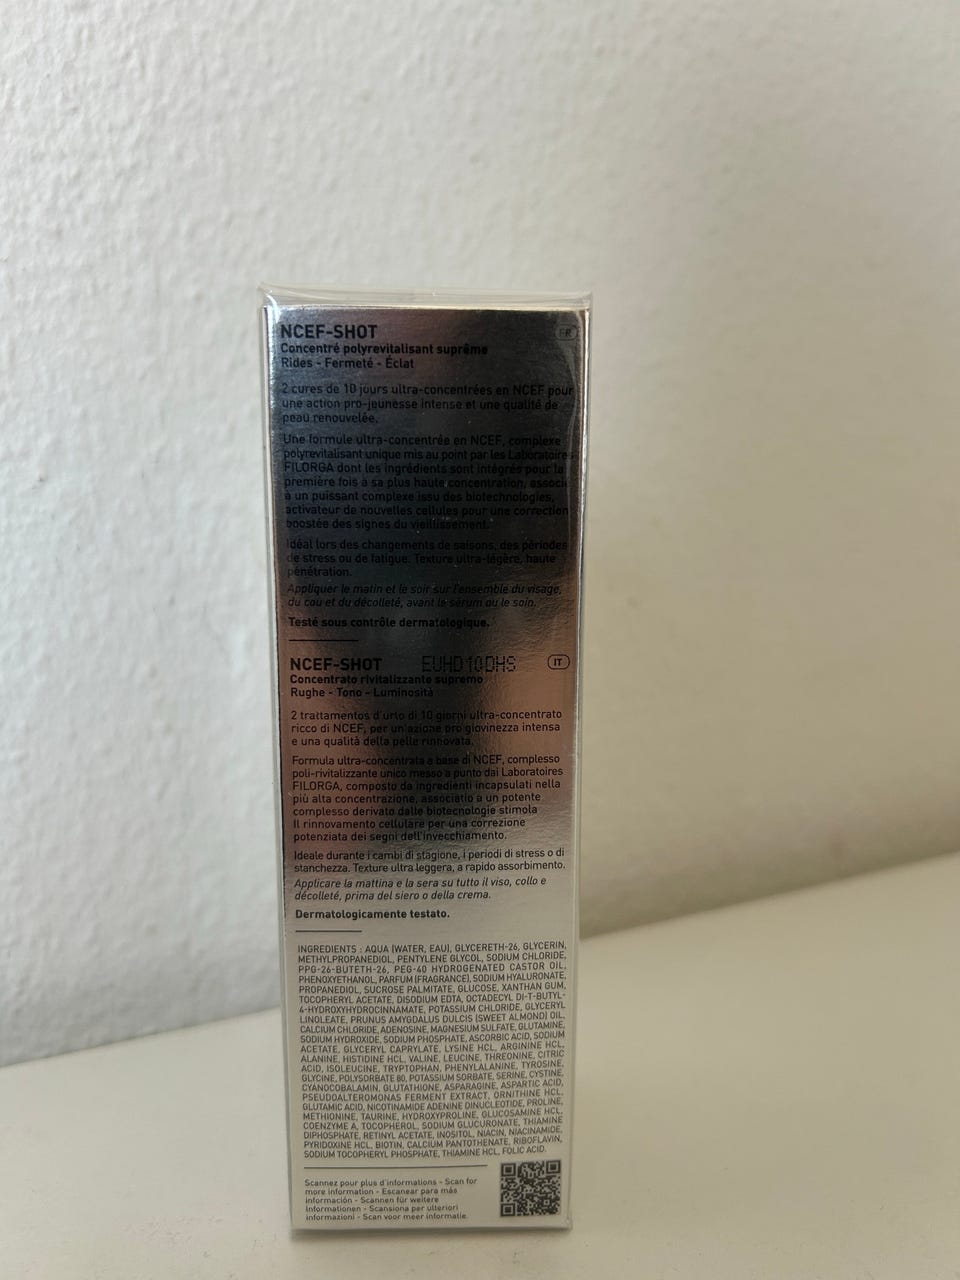 NCEF-SHOT FR
Concentré polyrevitalisant suprême
Rides - Fermeté - Éclat
2 cures de 10 jours ultra-concentrées en NCEF pour
une action pro-jeunesse intense et une qualité de
peau renouvelée.
Une formule ultra-concentrée en NCEF, complexe
polyrevitalisant unique mis au point par les Laboratoires
FILORGA dont les ingrédients sont intégrés pour la
première fois à sa plus haute concentration, associé
à un puissant complexe issu des biotechnologies,
activateur de nouvelles cellules pour une correction
boostée des signes du vieillissement.
Idéal lors des changements de saisons, des périodes
de stress ou de fatigue. Texture ultra-légère, haute
pénétration.
Appliquer le matin et le soir sur l'ensemble du visage,
du cou et du décolleté, avant le sérum ou le soin.
Testé sous contrôle dermatologique.
NCEF-SHOT EUHD10DHS IT
Concentrato rivitalizzante supremo
Rughe - Tono - Luminosità
2 trattamenti d'urto di 10 giorni ultra-concentrato
ricco di NCEF, per un'azione pro giovinezza intensa
e una qualità della pelle rinnovata.
Formula ultra-concentrata a base di NCEF, complesso
poli-rivitalizzante unico messo a punto dai Laboratoires
FILORGA, composto da ingredienti incapsulati nella
più alta concentrazione, associatio a un potente
complesso derivato dalle biotecnologie stimola
Il rinnovamento cellulare per una correzione
potenziata dei segni dell'invecchiamento.
Ideale durante i cambi di stagione, i periodi di stress o di
stanchezza. Texture ultra leggera, a rapido assorbimento.
Applicare la mattina e la sera su tutto il viso, collo e
décolleté, prima del siero o della crema.
Dermatologicamente testato.
INGREDIENTS : AQUA (WATER, EAU), GLYCERETH-26, GLYCERIN,
METHYLPROPANEDIOL, PENTYLENE GLYCOL, SODIUM CHLORIDE,
PPG-26-BUTETH-26, PEG-40 HYDROGENATED CASTOR OIL,
PHENOXYETHANOL, PARFUM (FRAGRANCE), SODIUM HYALURONATE,
PROPANEDIOL, SUCROSE PALMITATE, GLUCOSE, XANTHAN GUM,
TOCOPHERYL ACETATE, DISODIUM EDTA, OCTADECYL DI-T-BUTYL-
4-HYDROXYHYDROCINNAMATE, POTASSIUM CHLORIDE, GLYCERYL
LINOLEATE, PRUNUS AMYGDALUS DULCIS (SWEET ALMOND) OIL,
CALCIUM CHLORIDE, ADENOSINE, MAGNESIUM SULFATE, GLUTAMINE,
SODIUM HYDROXIDE, SODIUM PHOSPHATE, ASCORBIC ACID, SODIUM
ACETATE, GLYCERYL CAPRYLATE, LYSINE HCL, ARGININE HCL,
ALANINE, HISTIDINE HCL, VALINE, LEUCINE, THREONINE, CITRIC
ACID, ISOLEUCINE, TRYPTOPHAN, PHENYLALANINE, TYROSINE,
GLYCINE, POLYSORBATE 80, POTASSIUM SORBATE, SERINE, CYSTINE,
CYANOCOBALAMIN, GLUTATHIONE, ASPARAGINE, ASPARTIC ACID,
PSEUDOALTEROMONAS FERMENT EXTRACT, ORNITHINE HCL,
GLUTAMIC ACID, NICOTINAMIDE ADENINE DINUCLEOTIDE, PROLINE,
METHIONINE, TAURINE, HYDROXYPROLINE, GLUCOSAMINE HCL,
COENZYME A, TOCOPHEROL, SODIUM GLUCURONATE, THIAMINE
DIPHOSPHATE, RETINYL ACETATE, INOSITOL, NIACIN, NIACINAMIDE,
PYRIDOXINE HCL, BIOTIN, CALCIUM PANTOTHENATE, RIBOFLAVIN,
SODIUM TOCOPHERYL PHOSPHATE, THIAMINE HCL, FOLIC ACID.
Scannez pour plus d'informations - Scan for
more information - Escanear para más
información - Scannen für weitere
Informationen - Scansiona per ulteriori
informazioni - Scan voor meer informatie.